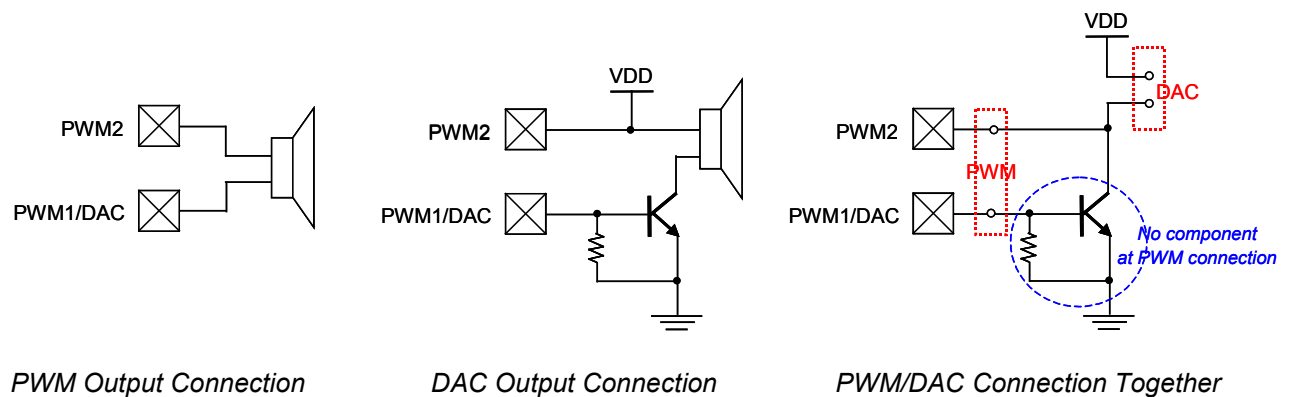 PWM2
PWM1/DAC
PWM Output Connection
VDD
PWM2
PWM1/DAC
DAC Output Connection
VDD
DAC
PWM2
PWM
PWM1/DAC
No component
at PWM connection
PWM/DAC Connection Together